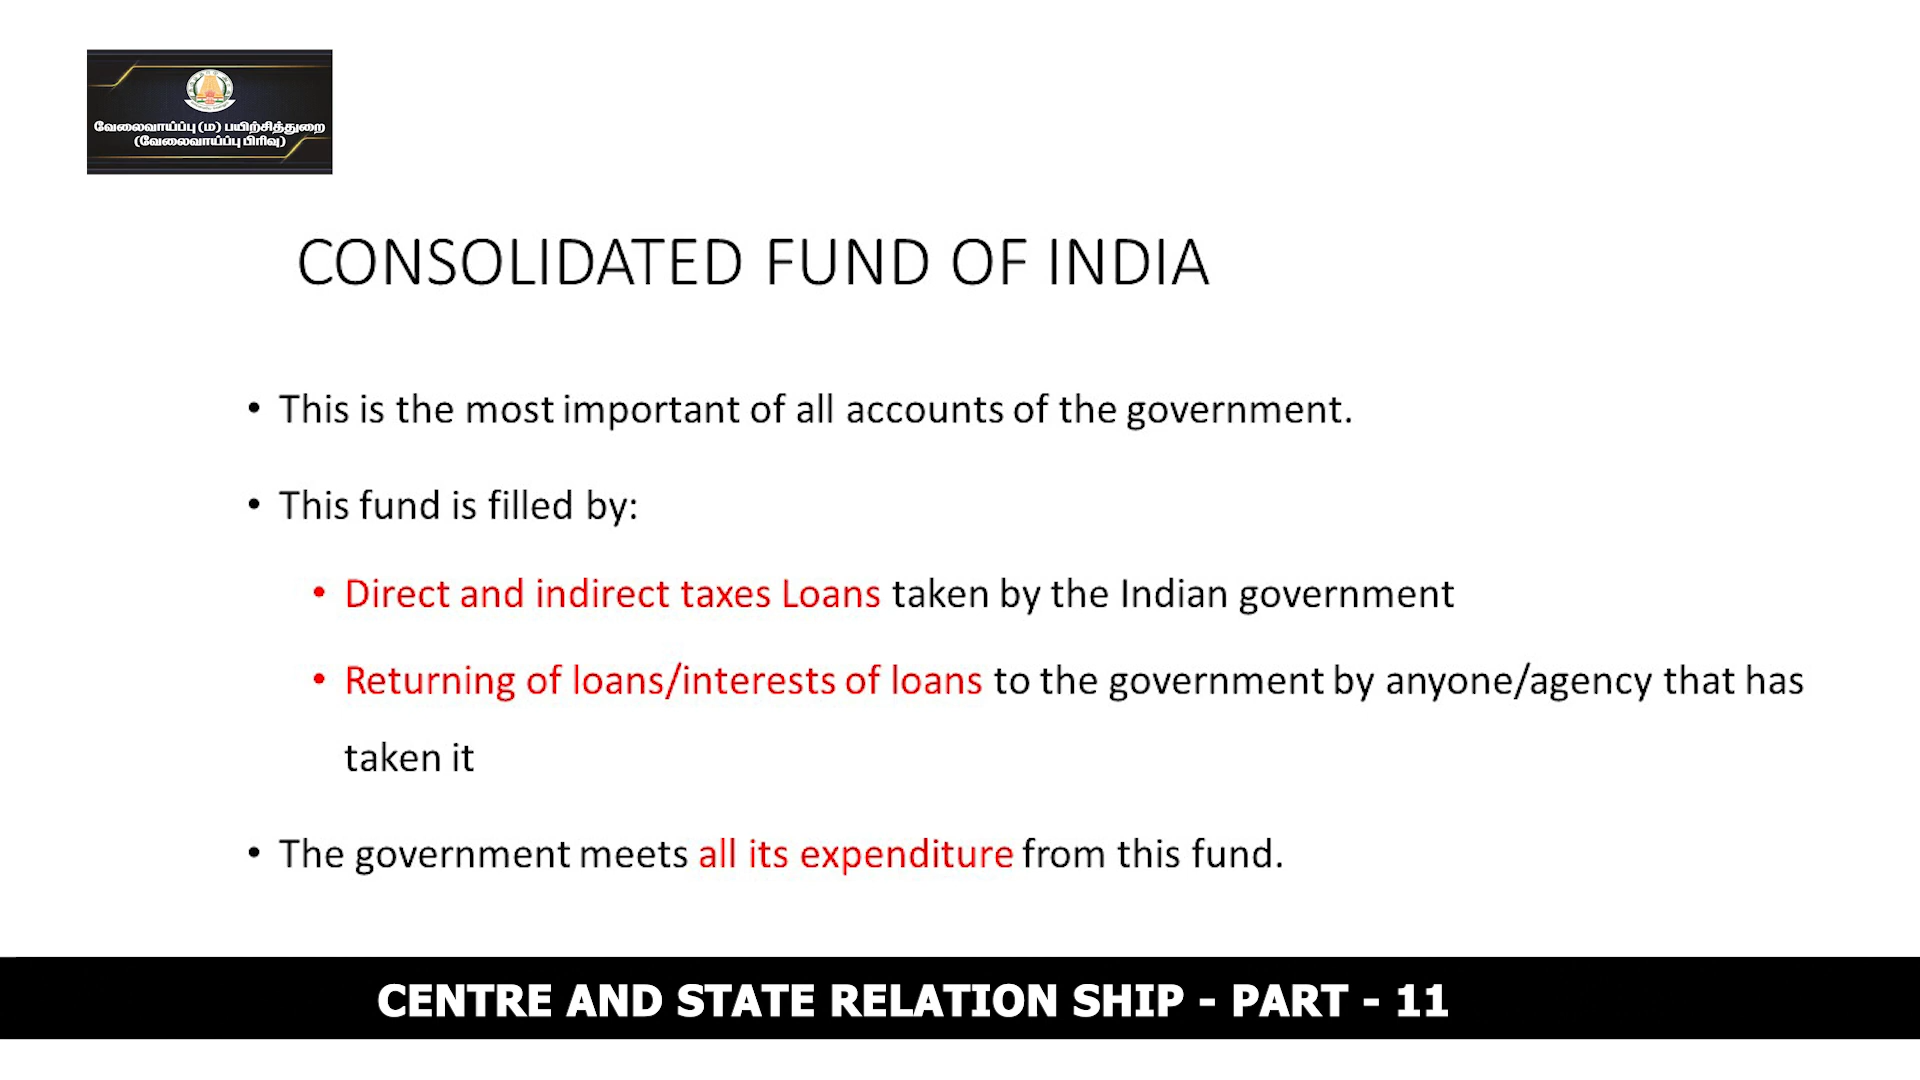 வேலைவாய்ப்பு (ம) பயிற்சித்துறை
(வேலைவாய்ப்பு பிரிவு)
CONSOLIDATED FUND OF INDIA
• This is the most important of all accounts of the government.
• This fund is filled by:
• Direct and indirect taxes Loans taken by the Indian government
• Returning of loans/interests of loans to the government by anyone/agency that has
taken it
• The government meets all its expenditure from this fund.
CENTRE AND STATE RELATION SHIP - PART - 11